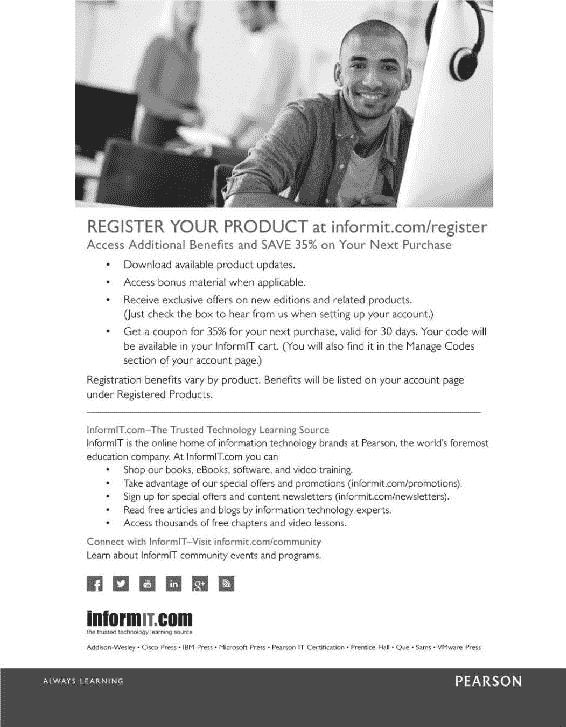 REGISTER YOUR PRODUCT at informit.com/register
Access Additional Benefits and SAVE 35% on Your Next Purchase
• Download available product updates.
• Access bonus material when applicable.
• Receive exclusive offers on new editions and related products.
(Just check the box to hear from us when setting up your account.)
• Get a coupon for 35% for your next purchase, valid for 30 days. Your code will
be available in your InformIT cart. (You will also find it in the Manage Codes
section of your account page.)
Registration benefits vary by product. Benefits will be listed on your account page
under Registered Products.
InformIT.com–The Trusted Technology Learning Source
InformIT is the online home of information technology brands at Pearson, the world's foremost
education company. At InformIT.com you can
• Shop our books, eBooks, software, and video training.
• Take advantage of our special offers and promotions (informit.com/promotions).
• Sign up for special offers and content newsletters (informit.com/newsletters).
• Read free articles and blogs by information technology experts.
• Access thousands of free chapters and video lessons.
Connect with InformIT–Visit informit.com/community
Learn about InformIT community events and programs.
f You Tube in g+
informIT.com
the trusted technology learning source
Addison-Wesley • Cisco Press • IBM Press • Microsoft Press • Pearson IT Certification • Prentice Hall • Que • Sams • VMware Press
ALWAYS LEARNING PEARSON